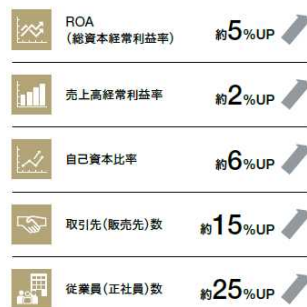 ROA
(総資本経常利益率)
約5%UP
売上高経常利益率
約2%UP
自己資本比率
約6%UP
取引先(販売先)数
約15%UP
従業員(正社員)数
約25%UP